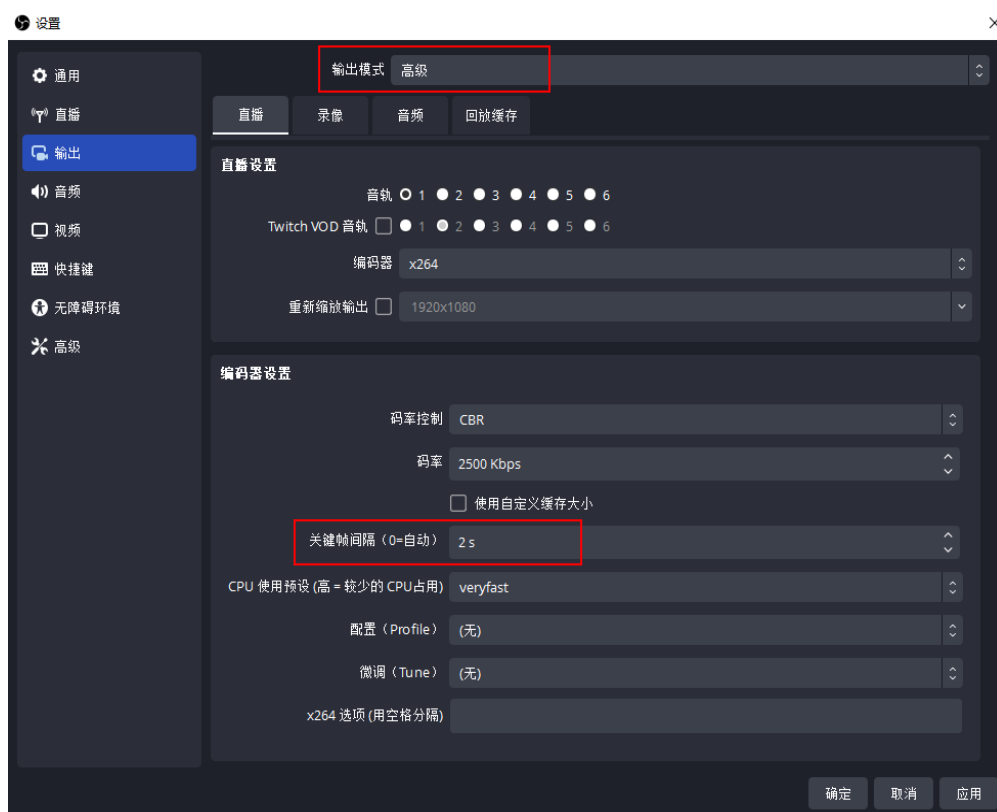 设置
通用
直播
输出
音频
视频
快捷键
无障碍环境
高级
输出模式 高级
直播 录像 音频 回放缓存
直播设置
音轨 1 2 3 4 5 6
Twitch VOD 音轨 1 2 3 4 5 6
编码器 x264
重新缩放输出 1920x1080
编码器设置
码率控制 CBR
码率 2500 Kbps
使用自定义缓存大小
关键帧间隔（0=自动） 2 s
CPU 使用预设 (高 = 较少的 CPU占用) veryfast
配置（Profile） (无)
微调（Tune） (无)
x264 选项 (用空格分隔)
确定 取消 应用